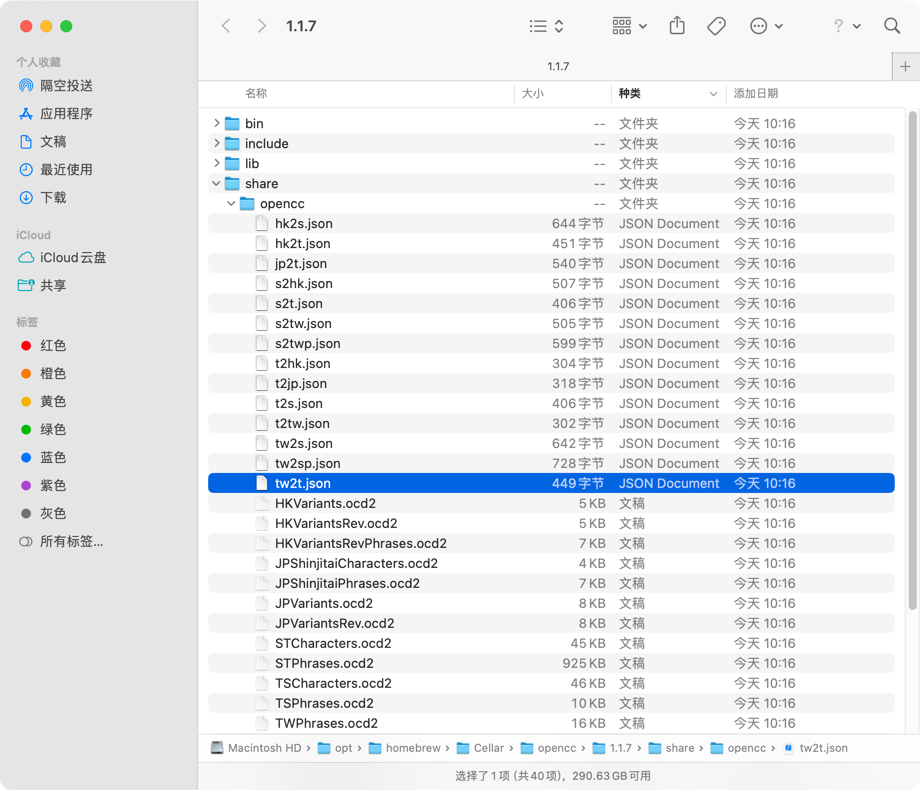 1.1.7
?
1.1.7
个人收藏
隔空投送
应用程序
文稿
最近使用
下载
iCloud
iCloud 云盘
共享
标签
红色
橙色
黄色
绿色
蓝色
紫色
灰色
所有标签...
名称 大小 种类 添加日期
bin -- 文件夹 今天 10:16
include -- 文件夹 今天 10:16
lib -- 文件夹 今天 10:16
share -- 文件夹 今天 10:16
opencc -- 文件夹 今天 10:16
hk2s.json 644 字节 JSON Document 今天 10:16
hk2t.json 451 字节 JSON Document 今天 10:16
jp2t.json 540 字节 JSON Document 今天 10:16
s2hk.json 507 字节 JSON Document 今天 10:16
s2t.json 406 字节 JSON Document 今天 10:16
s2tw.json 505 字节 JSON Document 今天 10:16
s2twp.json 599 字节 JSON Document 今天 10:16
t2hk.json 304 字节 JSON Document 今天 10:16
t2jp.json 318 字节 JSON Document 今天 10:16
t2s.json 406 字节 JSON Document 今天 10:16
t2tw.json 302 字节 JSON Document 今天 10:16
tw2s.json 642 字节 JSON Document 今天 10:16
tw2sp.json 728 字节 JSON Document 今天 10:16
tw2t.json 449 字节 JSON Document 今天 10:16
HKVariants.ocd2 5 KB 文稿 今天 10:16
HKVariantsRev.ocd2 5 KB 文稿 今天 10:16
HKVariantsRevPhrases.ocd2 7 KB 文稿 今天 10:16
JPShinjitaiCharacters.ocd2 4 KB 文稿 今天 10:16
JPShinjitaiPhrases.ocd2 7 KB 文稿 今天 10:16
JPVariants.ocd2 8 KB 文稿 今天 10:16
JPVariantsRev.ocd2 8 KB 文稿 今天 10:16
STCharacters.ocd2 45 KB 文稿 今天 10:16
STPhrases.ocd2 925 KB 文稿 今天 10:16
TSCharacters.ocd2 46 KB 文稿 今天 10:16
TSPhrases.ocd2 10 KB 文稿 今天 10:16
TWPhrases.ocd2 16 KB 文稿 今天 10:16
Macintosh HD › opt › homebrew › Cellar › opencc › 1.1.7 › share › opencc › tw2t.json
选择了 1 项 (共 40 项)，290.63 GB 可用